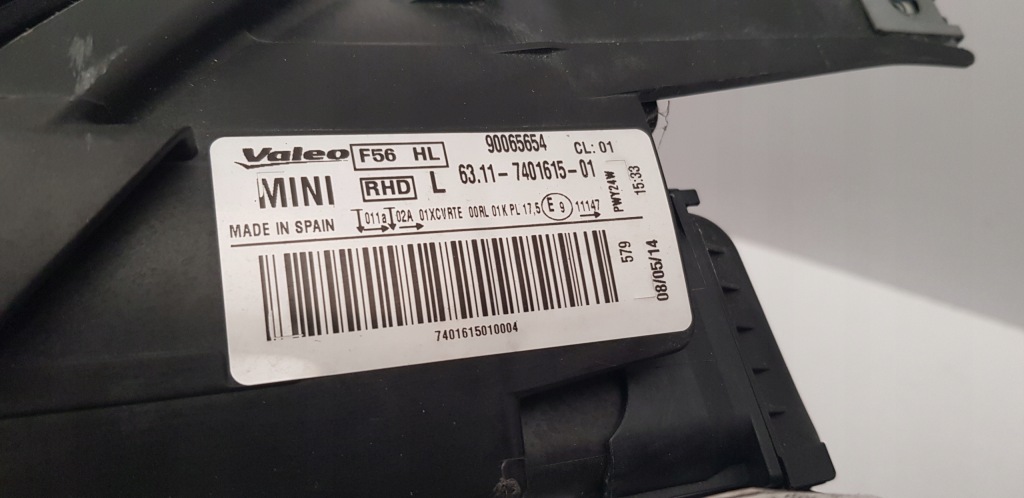 90065654 CL: 01
Valeo F56 HL
MINI RHD L 63.11-7401615-01
011a 02A 01XCVRTE 00RL 01K PL 17,5 E 9 11147
MADE IN SPAIN
PWY24W 15:33
579
08/05/14
7401615010004